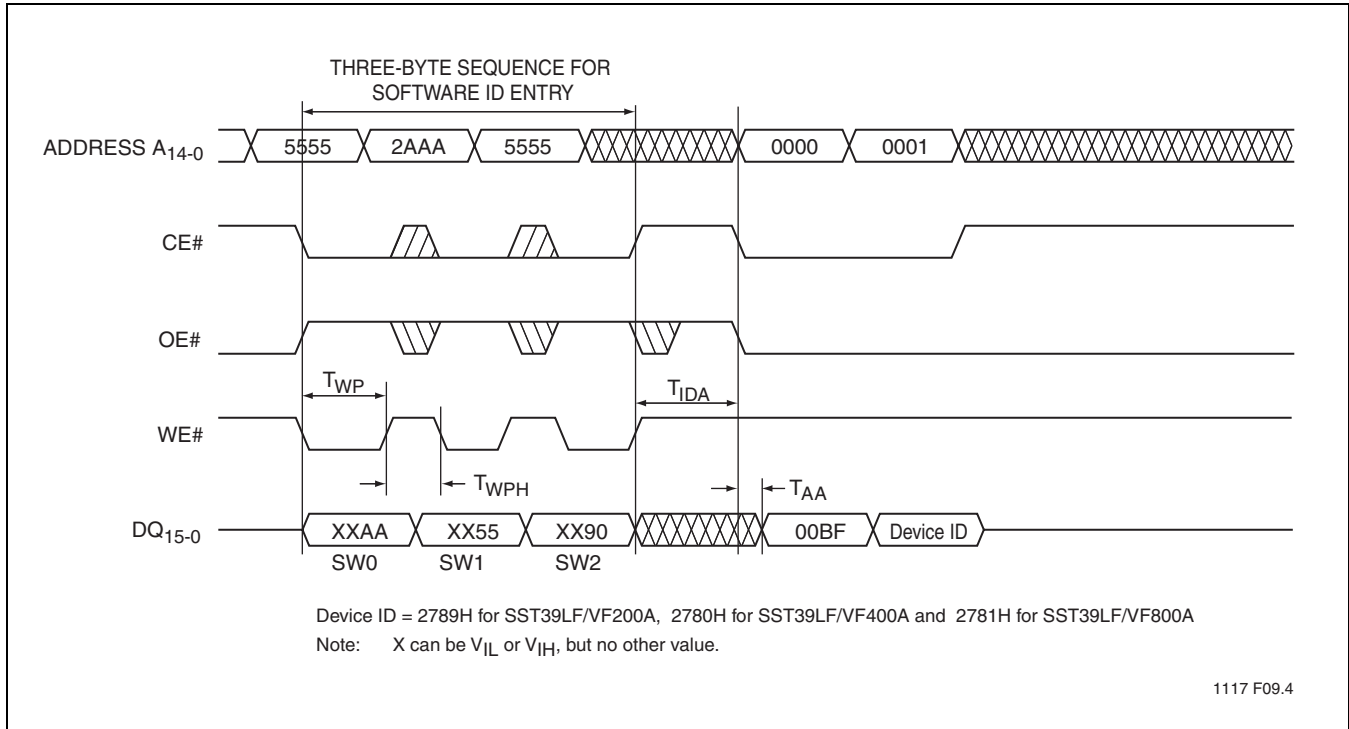 THREE-BYTE SEQUENCE FOR
SOFTWARE ID ENTRY
ADDRESS A14-0
5555
2AAA
5555
0000
0001
CE#
OE#
TWP
TIDA
WE#
TWPH
TAA
DQ15-0
XXAA
XX55
XX90
00BF
Device ID
SW0
SW1
SW2
Device ID = 2789H for SST39LF/VF200A, 2780H for SST39LF/VF400A and 2781H for SST39LF/VF800A
Note: X can be VIL or VIH, but no other value.
1117 F09.4